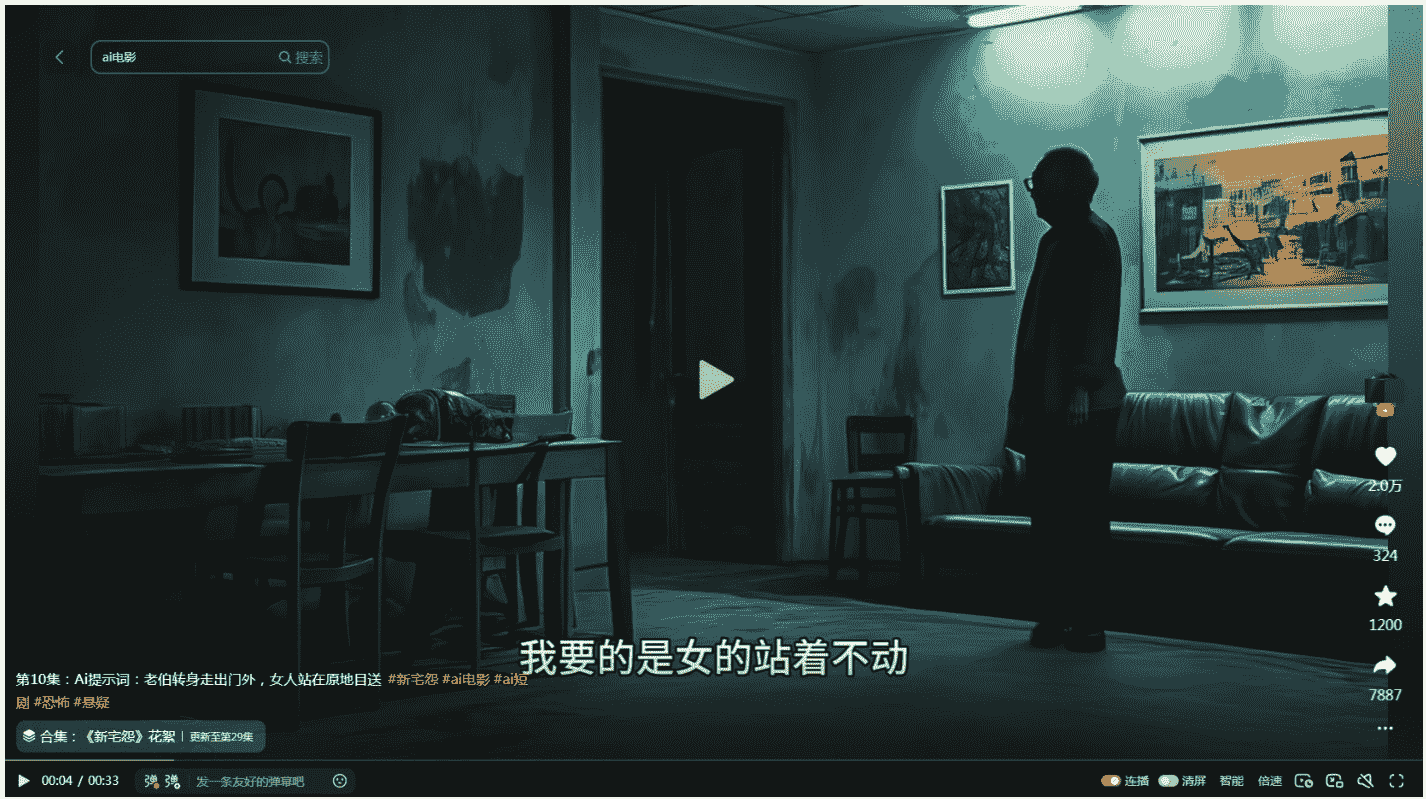 ai电影
搜索
我要的是女的站着不动
第10集：Ai提示词：老伯转身走出门外，女人站在原地目送 #新宅怨 #ai电影 #ai短
剧 #恐怖 #悬疑
合集：《新宅怨》花絮 | 更新至第29集
2.0万
324
1200
7887
00:04 / 00:33 弹 弹 发一条友好的弹幕吧 连播 清屏 智能 倍速